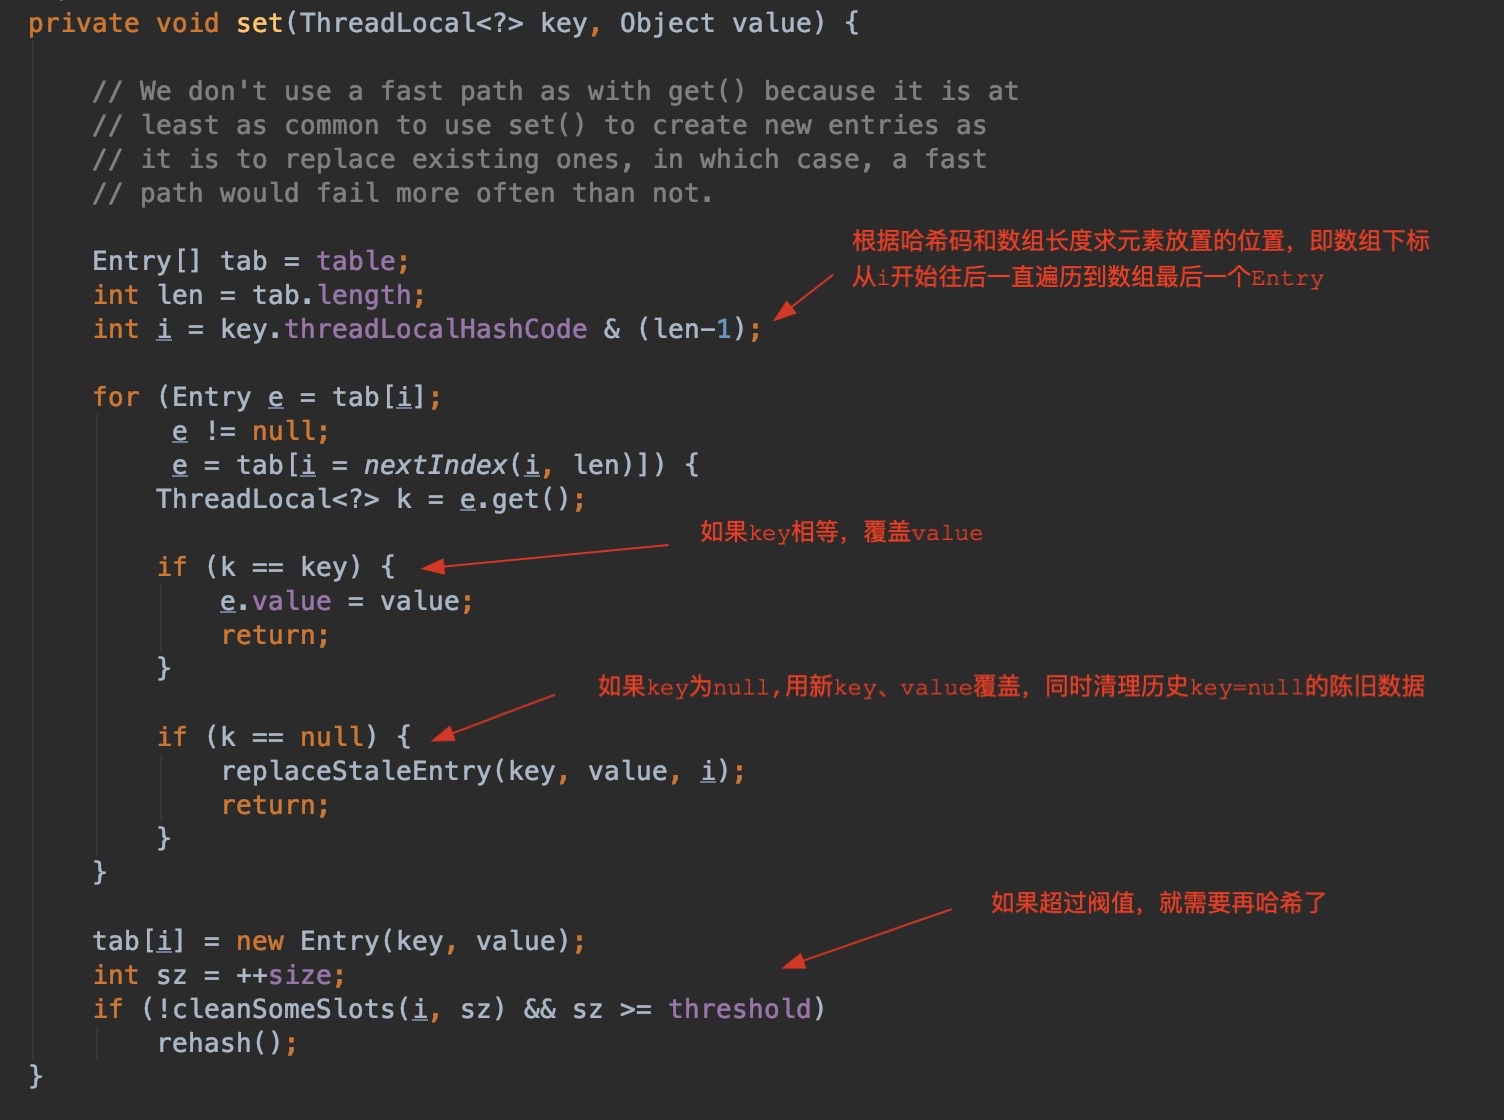 private void set(ThreadLocal<?> key, Object value) {
// We don't use a fast path as with get() because it is at
// least as common to use set() to create new entries as
// it is to replace existing ones, in which case, a fast
// path would fail more often than not.
根据哈希码和数组长度求元素放置的位置，即数组下标
从i开始往后一直遍历到数组最后一个Entry
Entry[] tab = table;
int len = tab.length;
int i = key.threadLocalHashCode & (len-1);
for (Entry e = tab[i];
e != null;
e = tab[i = nextIndex(i, len)]) {
ThreadLocal<?> k = e.get();
如果key相等，覆盖value
if (k == key) {
e.value = value;
return;
}
如果key为null,用新key、value覆盖，同时清理历史key=null的陈旧数据
if (k == null) {
replaceStaleEntry(key, value, i);
return;
}
}
如果超过阀值，就需要再哈希了
tab[i] = new Entry(key, value);
int sz = ++size;
if (!cleanSomeSlots(i, sz) && sz >= threshold)
rehash();
}